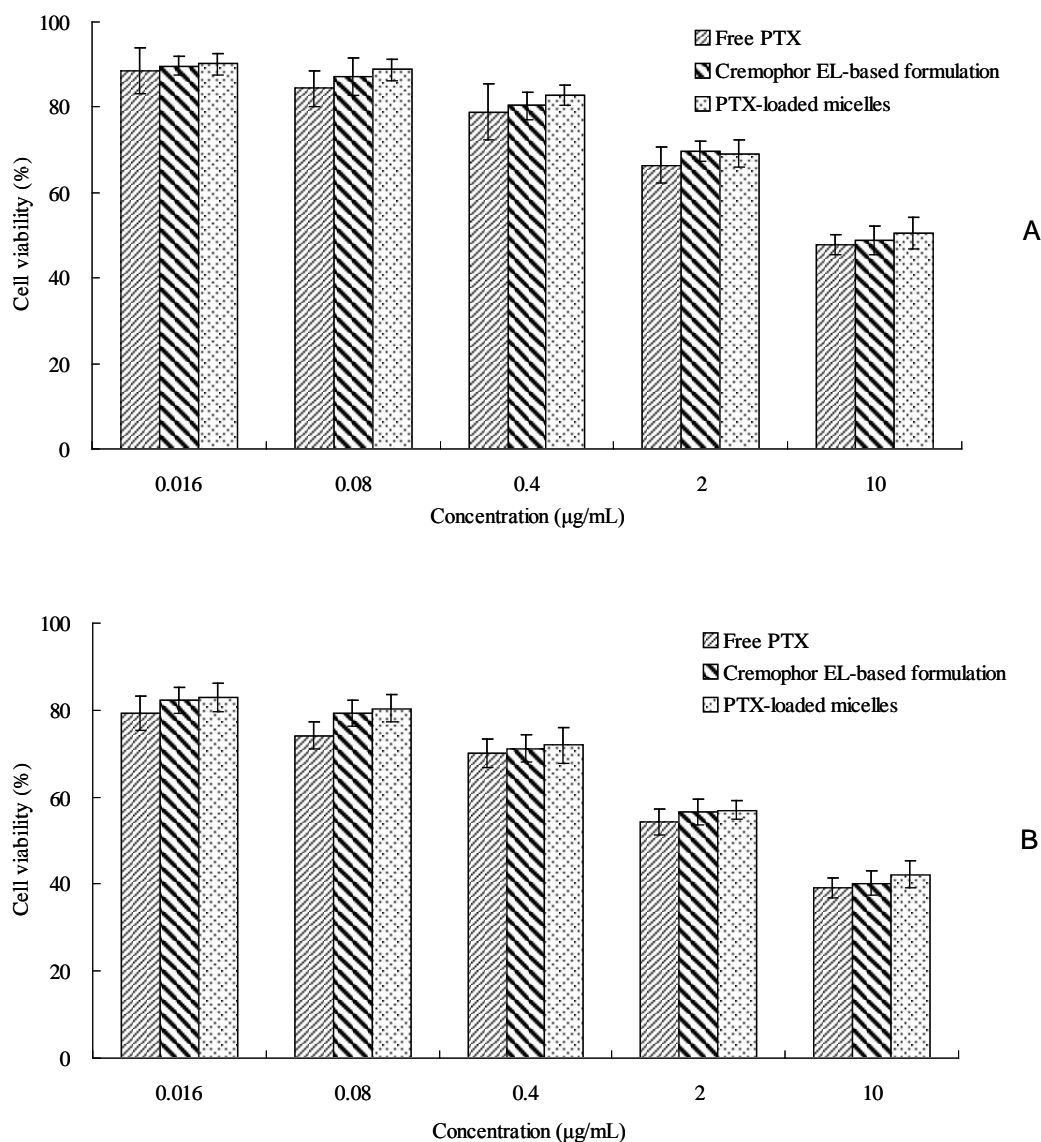 100
80
60
40
20
0
Cell viability (%)
Free PTX
Cremophor EL-based formulation
PTX-loaded micelles
A
0.016 0.08 0.4 2 10
Concentration (μg/mL)
100
80
60
40
20
0
Cell viability (%)
Free PTX
Cremophor EL-based formulation
PTX-loaded micelles
B
0.016 0.08 0.4 2 10
Concentration (μg/mL)